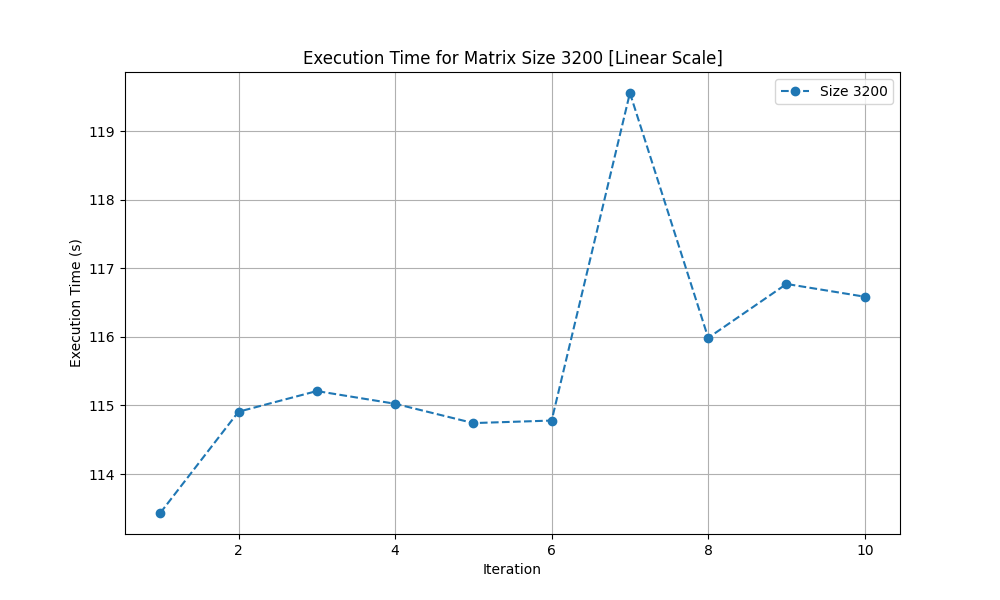 Execution Time for Matrix Size 3200 [Linear Scale]
Size 3200
119
118
117
116
115
114
Execution Time (s)
2 4 6 8 10
Iteration